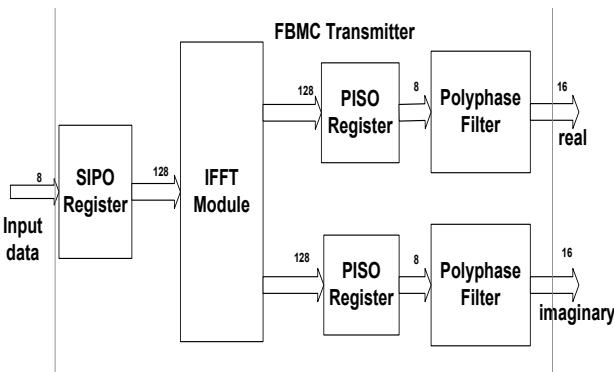 FBMC Transmitter
8
Input
data
SIPO
Register
128
IFFT
Module
128
PISO
Register
8
Polyphase
Filter
16
real
128
PISO
Register
8
Polyphase
Filter
16
imaginary